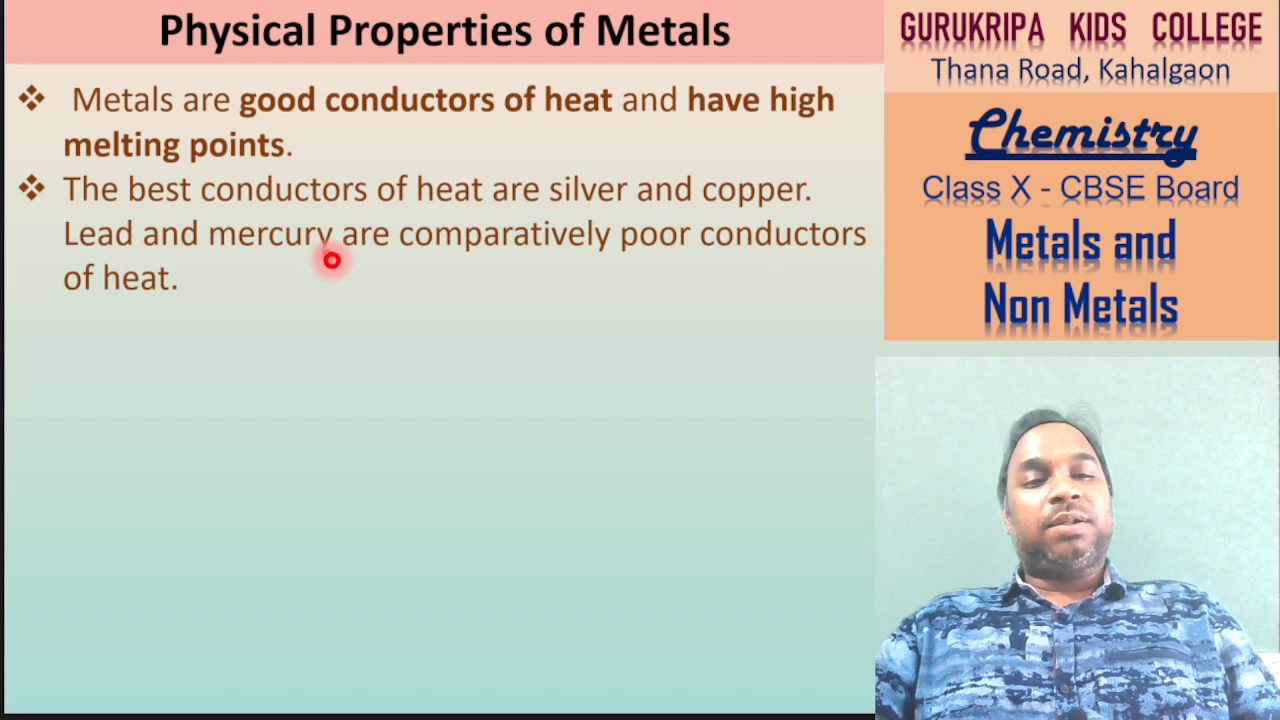 Physical Properties of Metals
❖ Metals are good conductors of heat and have high
melting points.
❖ The best conductors of heat are silver and copper.
Lead and mercury are comparatively poor conductors
of heat.
GURUKRIPA KIDS COLLEGE
Thana Road, Kahalgaon
Chemistry
Class X - CBSE Board
Metals and
Non Metals